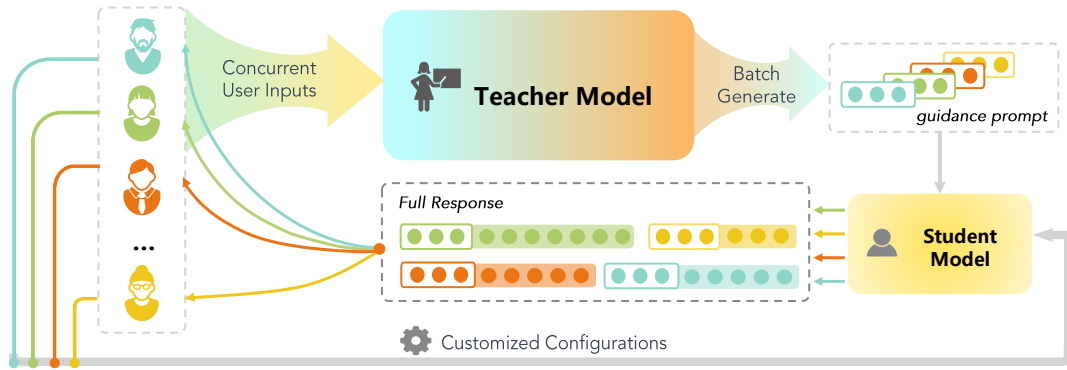 Concurrent
User Inputs
Teacher Model
Batch
Generate
guidance prompt
...
Full Response
Student
Model
Customized Configurations